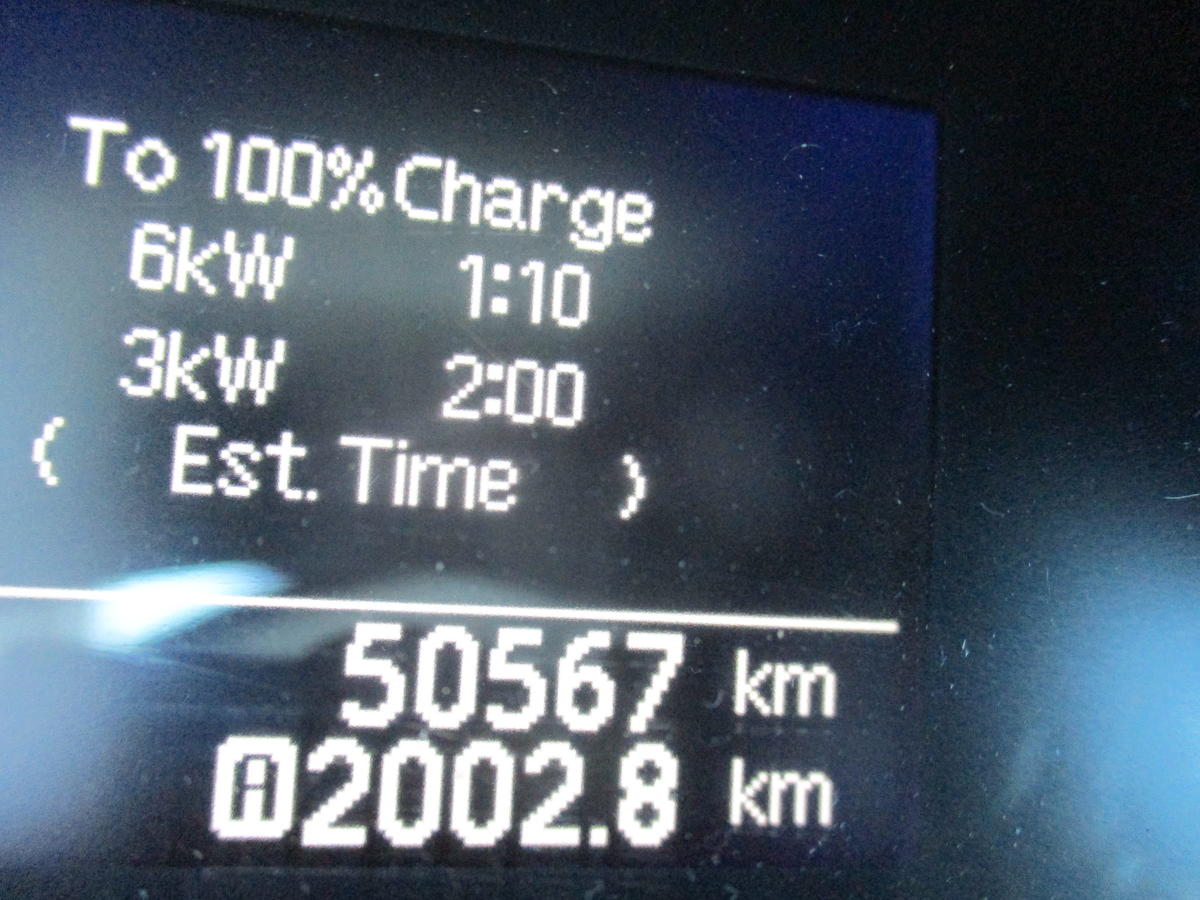 To 100% Charge
6kW 1:10
3kW 2:00
( Est. Time )
50567 km
A 2002.8 km